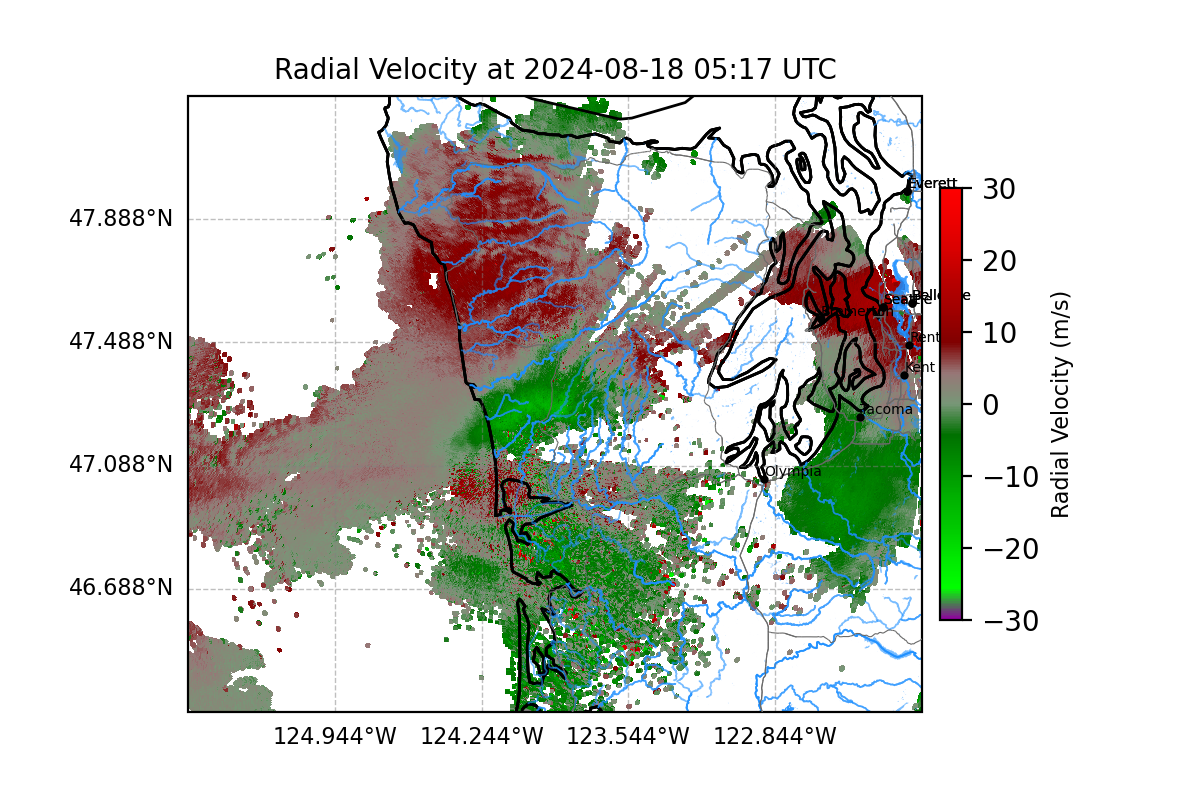 Radial Velocity at 2024-08-18 05:17 UTC
47.888°N
47.488°N
47.088°N
46.688°N
124.944°W
124.244°W
123.544°W
122.844°W
Everett
Seattle
Bellevue
Kent
Tacoma
Olympia
30
20
10
0
−10
−20
−30
Radial Velocity (m/s)